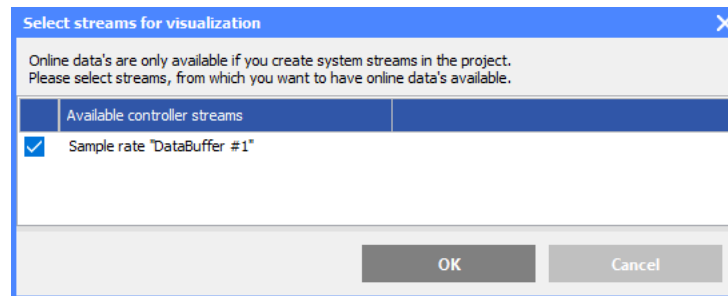 Select streams for visualization
Online data's are only available if you create system streams in the project.
Please select streams, from which you want to have online data's available.
Available controller streams
Sample rate "DataBuffer #1"
OK Cancel